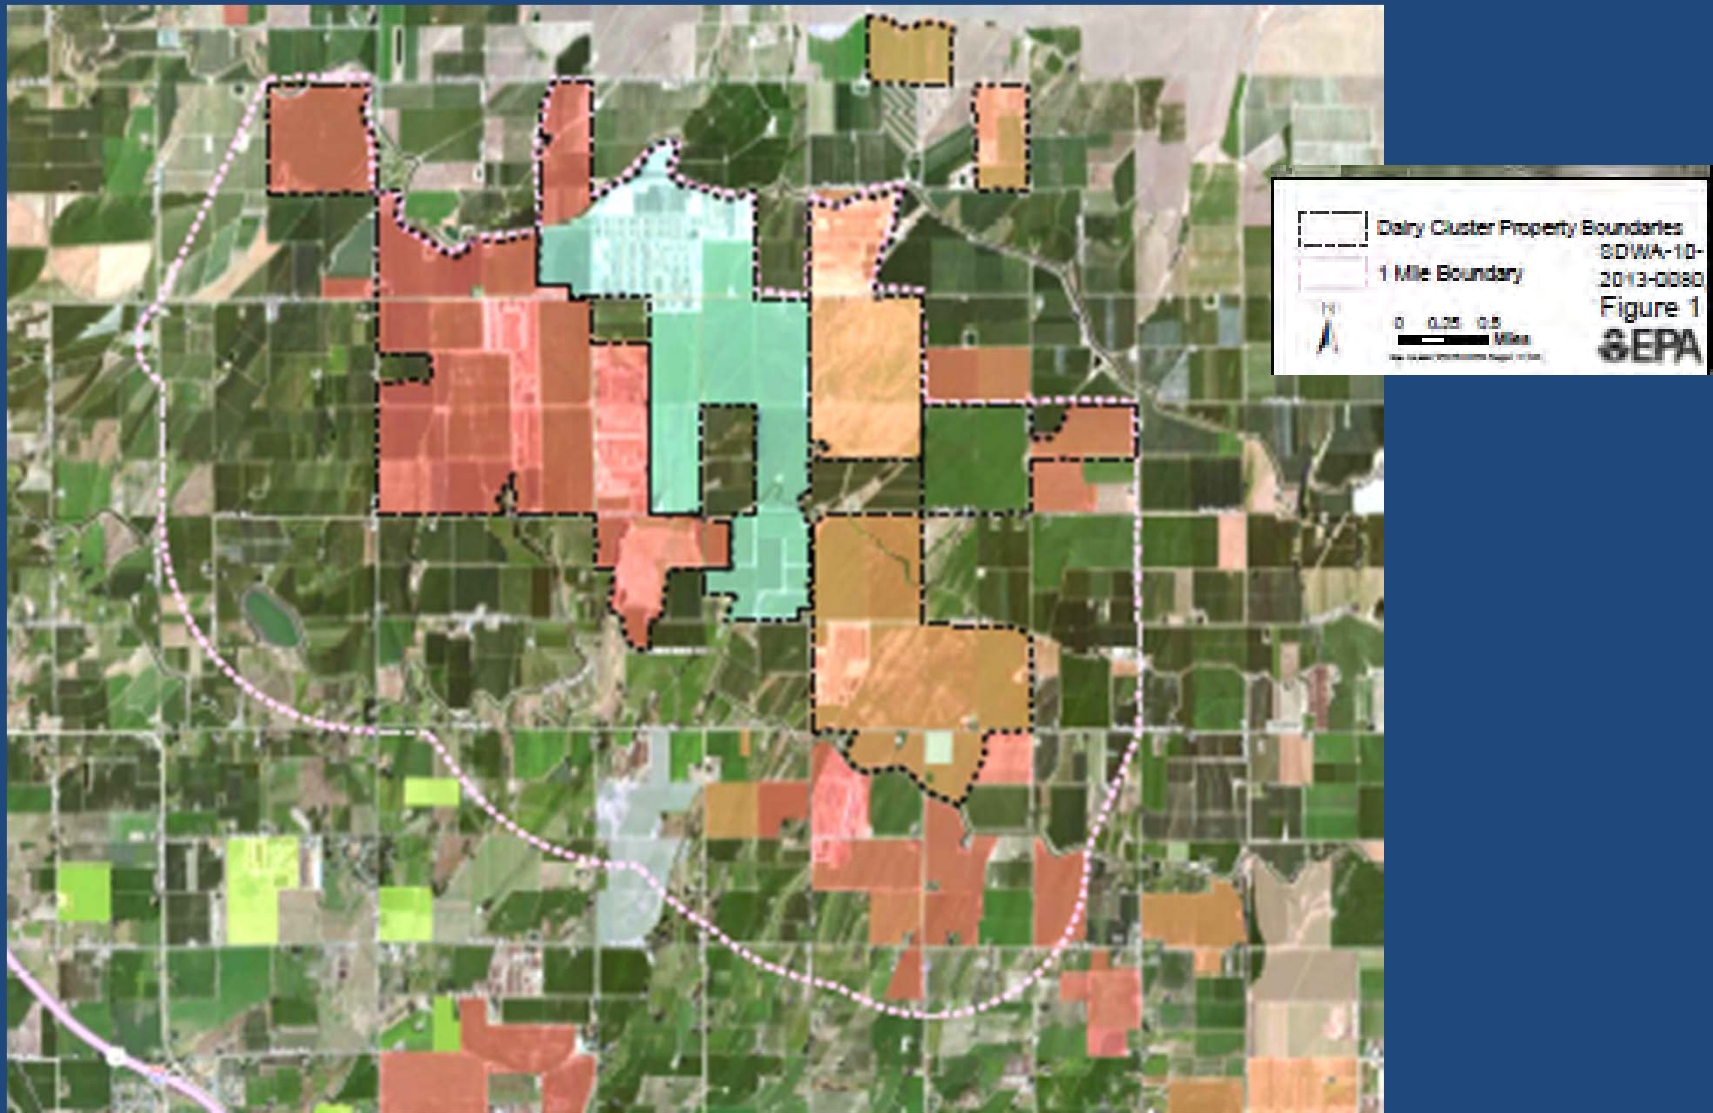 Dairy Cluster Property Boundaries
SDWA-10-
2013-0080,
1 Mile Boundary
Figure 1
N
0 0.25 0.5
Miles
EPA